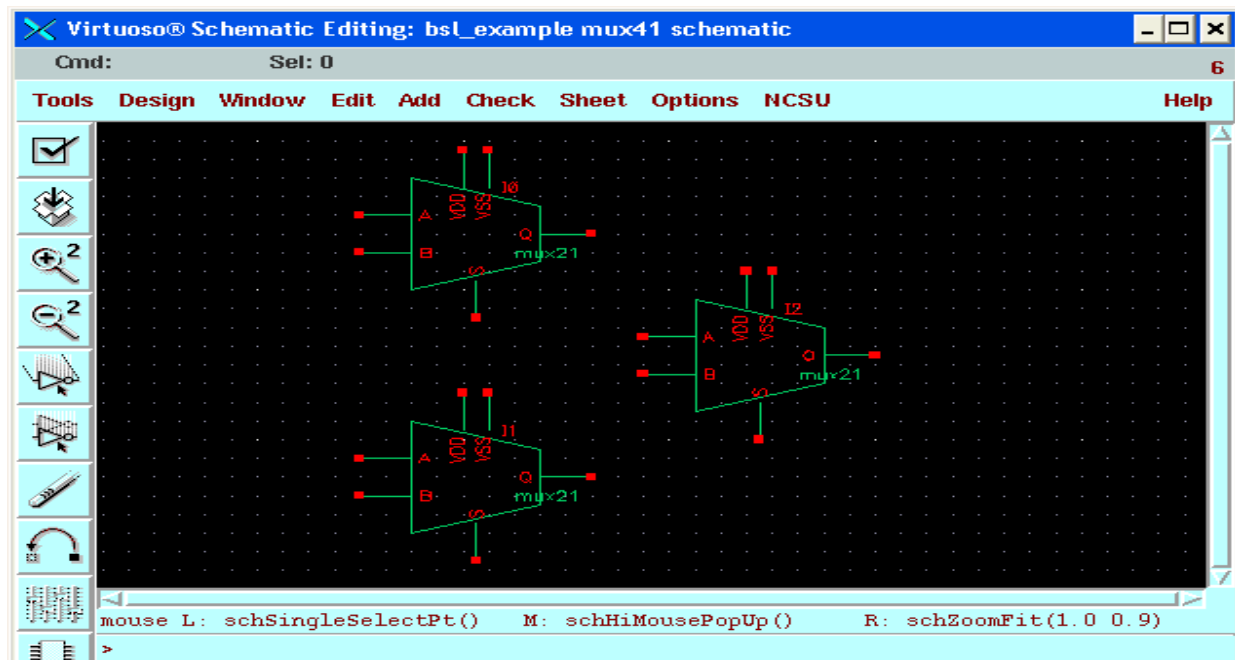 Virtuoso® Schematic Editing: bsl_example mux41 schematic
Cmd: Sel: 0 6
Tools Design Window Edit Add Check Sheet Options NCSU Help
I0
VDD VSS
A
Q
B
mux21
S
I2
VDD VSS
A
Q
B
mux21
S
I1
VDD VSS
A
Q
B
mux21
S
2
2
mouse L: schSingleSelectPt() M: schHiMousePopUp() R: schZoomFit(1.0 0.9)
>